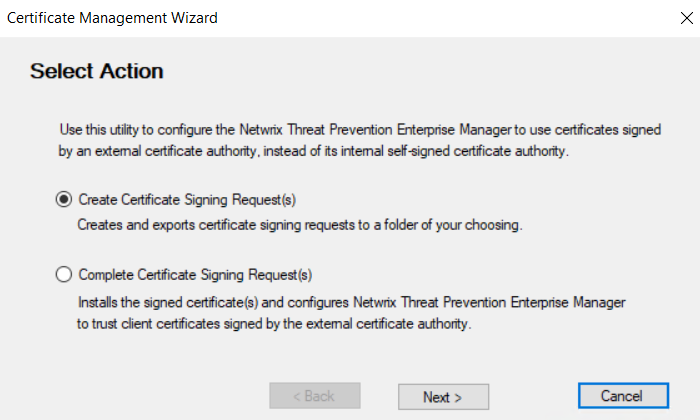 Certificate Management Wizard
Select Action
Use this utility to configure the Netwrix Threat Prevention Enterprise Manager to use certificates signed
by an external certificate authority, instead of its internal self-signed certificate authority.
Create Certificate Signing Request(s)
Creates and exports certificate signing requests to a folder of your choosing.
Complete Certificate Signing Request(s)
Installs the signed certificate(s) and configures Netwrix Threat Prevention Enterprise Manager
to trust client certificates signed by the external certificate authority.
< Back Next > Cancel